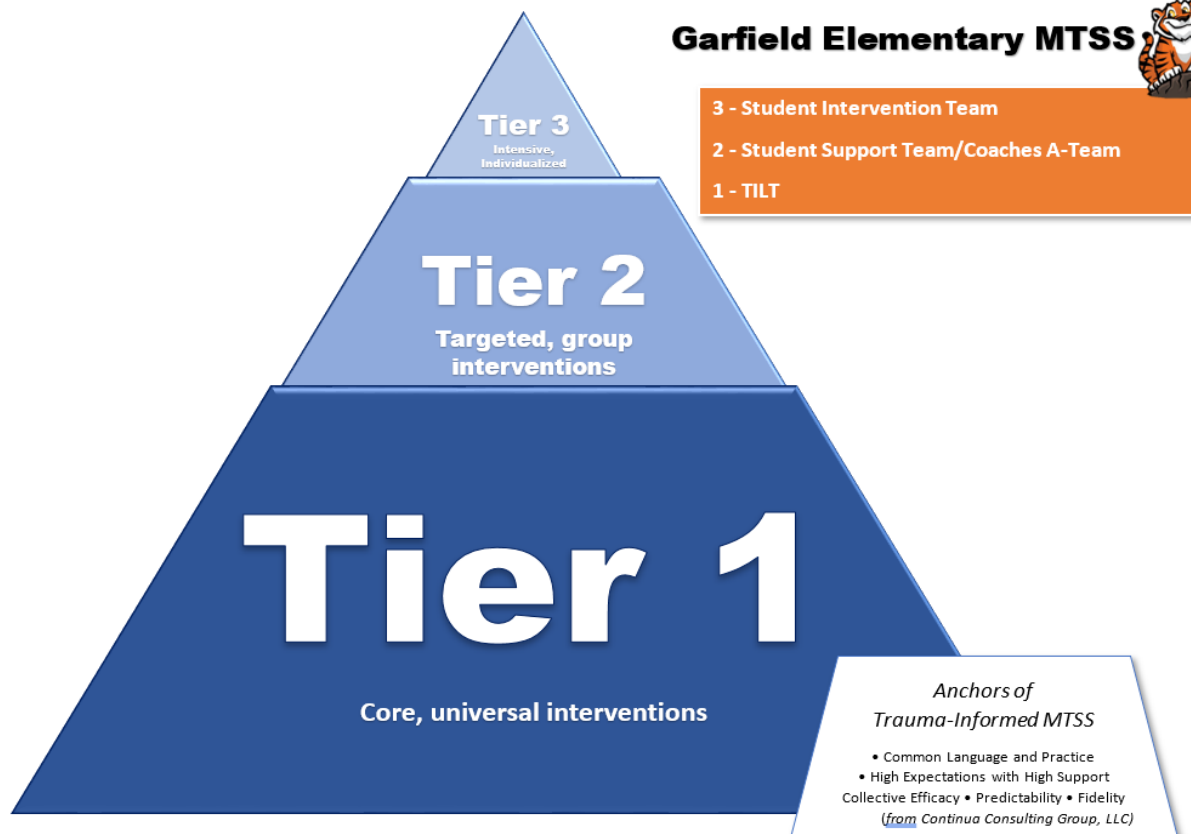 Garfield Elementary MTSS
3 - Student Intervention Team
2 - Student Support Team/Coaches A-Team
1 - TILT
Tier 3
Intensive,
Individualized
Tier 2
Targeted, group
interventions
Tier 1
Core, universal interventions
Anchors of
Trauma-Informed MTSS
• Common Language and Practice
• High Expectations with High Support
Collective Efficacy • Predictability • Fidelity
(from Continua Consulting Group, LLC)